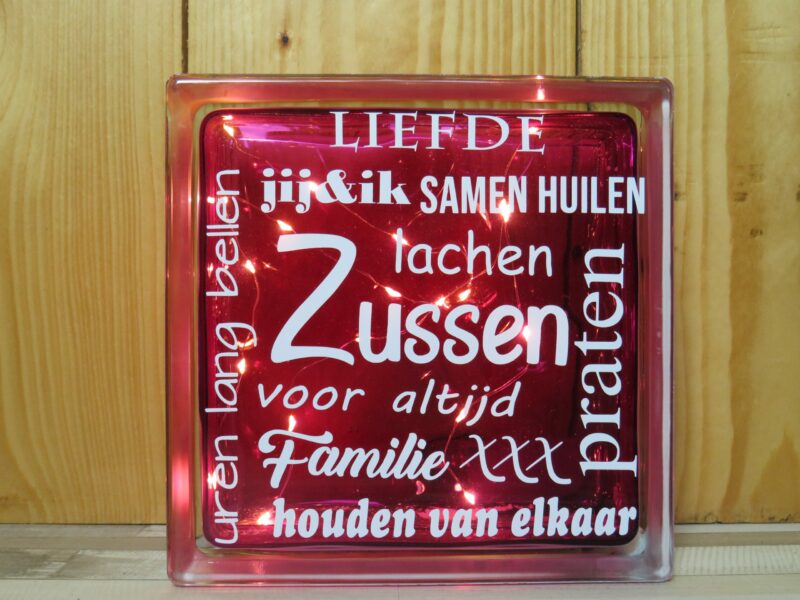 LIEFDE
jij&ik SAMEN HUILEN
uren lang bellen
lachen
Zussen
praten
voor altijd
Familie XXX
houden van elkaar